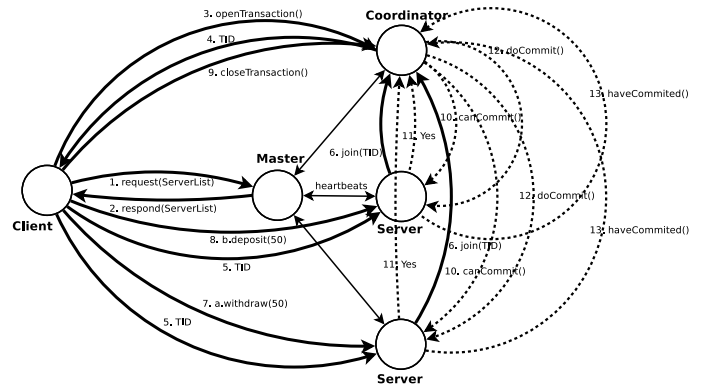 3. openTransaction()
Coordinator
4. TID
12. doCommit()
9. closeTransaction()
13. haveCommited()
10. canCommit()
11. Yes
6. join(TID)
Master
1. request(ServerList)
heartbeats
12. doCommit()
2. respond(ServerList)
Client
Server
13. haveCommited()
8. b.deposit(50)
6. join(TID)
5. TID
11. Yes
10. canCommit()
7. a.withdraw(50)
5. TID
Server